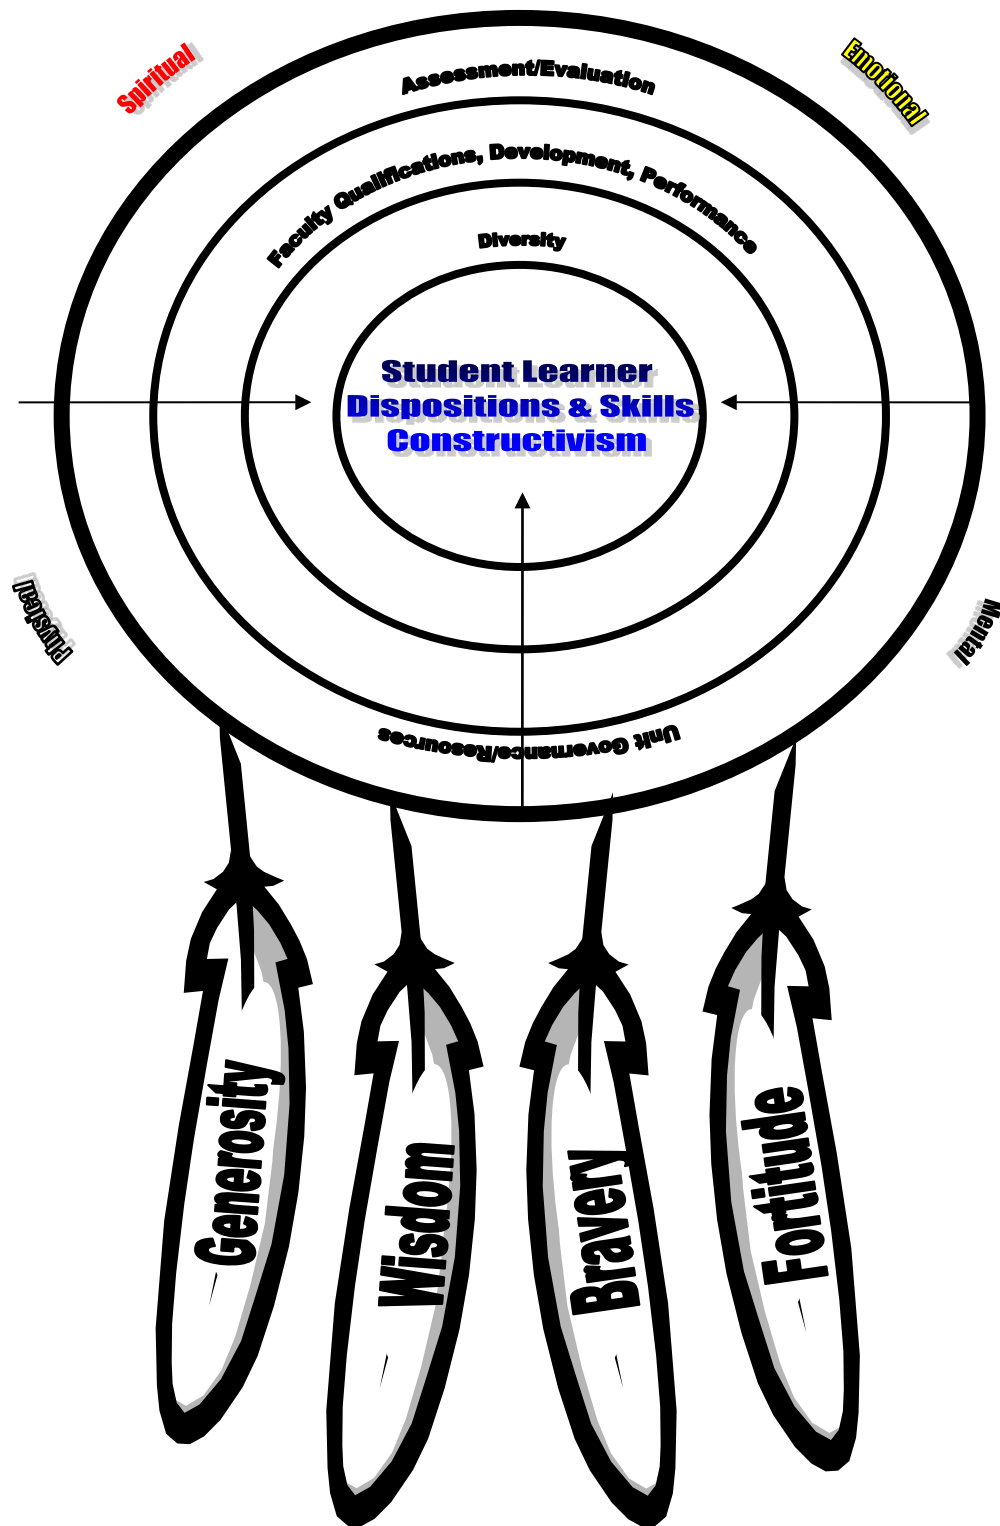 Spiritual
Emotional
Assessment/Evaluation
Faculty Qualifications, Development, Performance
Diversity
Student Learner
Dispositions & Skills
Constructivism
Physical
Mental
Unit Governance/Resources
Generosity
Wisdom
Bravery
Fortitude